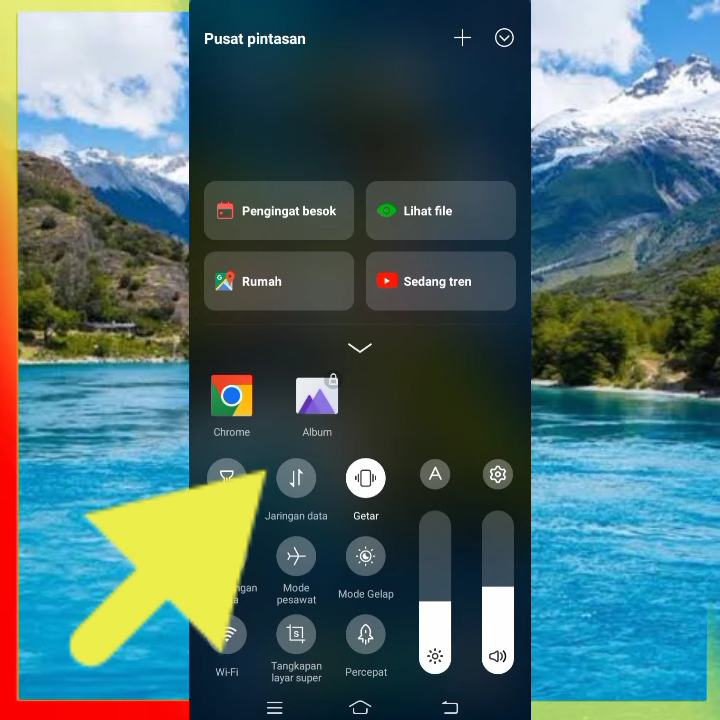 Pusat pintasan
Pengingat besok
Lihat file
Rumah
Sedang tren
Chrome
Album
Jaringan data
Getar
A
Mode
pesawat
Mode Gelap
S
Wi-Fi
Tangkapan
layar super
Percepat